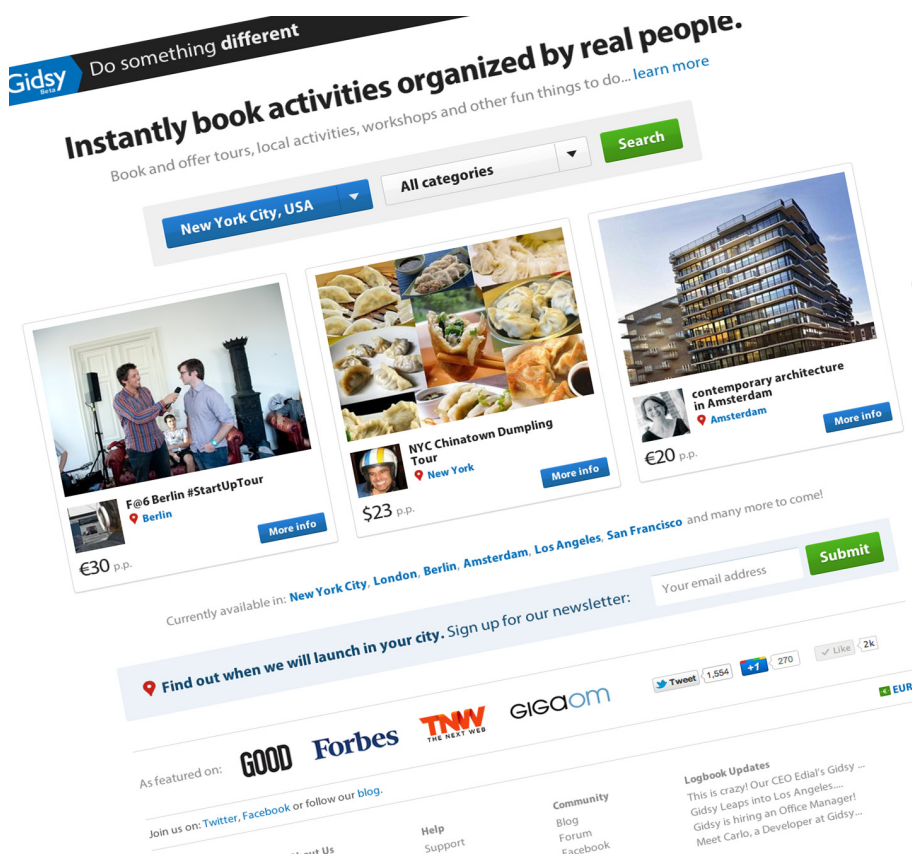 Gidsy
Beta
Do something different
Instantly book activities organized by real people.
Book and offer tours, local activities, workshops and other fun things to do... learn more
New York City, USA
All categories
Search
F@6 Berlin #StartUpTour
Berlin
€30 p.p.
More info
NYC Chinatown Dumpling
Tour
New York
$23 p.p.
More info
contemporary architecture
in Amsterdam
Amsterdam
€20 p.p.
More info
Currently available in: New York City, London, Berlin, Amsterdam, Los Angeles, San Francisco and many more to come!
Find out when we will launch in your city. Sign up for our newsletter:
Your email address
Submit
As featured on:
GOOD
Forbes
TNW
THE NEXT WEB
GIGaom
Tweet
1,554
+1
270
Like
2k
EUR
Join us on: Twitter, Facebook or follow our blog.
About Us
Help
Support
Community
Blog
Forum
Facebook
Logbook Updates
This is crazy! Our CEO Edial's Gidsy ...
Gidsy Leaps into Los Angeles....
Gidsy is hiring an Office Manager!
Meet Carlo, a Developer at Gidsy...